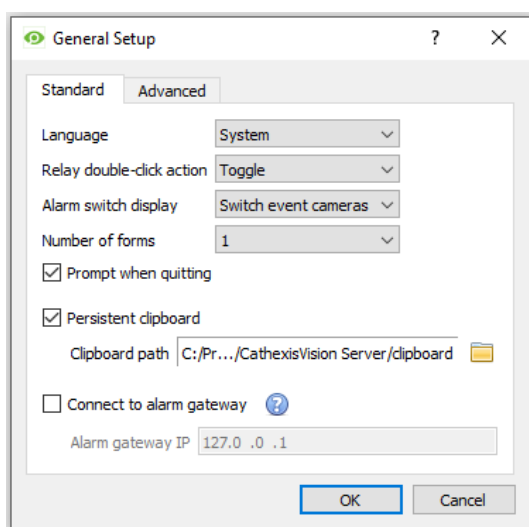 General Setup ?
Standard Advanced
Language System
Relay double-click action Toggle
Alarm switch display Switch event cameras
Number of forms 1
Prompt when quitting
Persistent clipboard
Clipboard path C:/Pr.../CathexisVision Server/clipboard
Connect to alarm gateway ?
Alarm gateway IP 127.0 .0 .1
OK Cancel